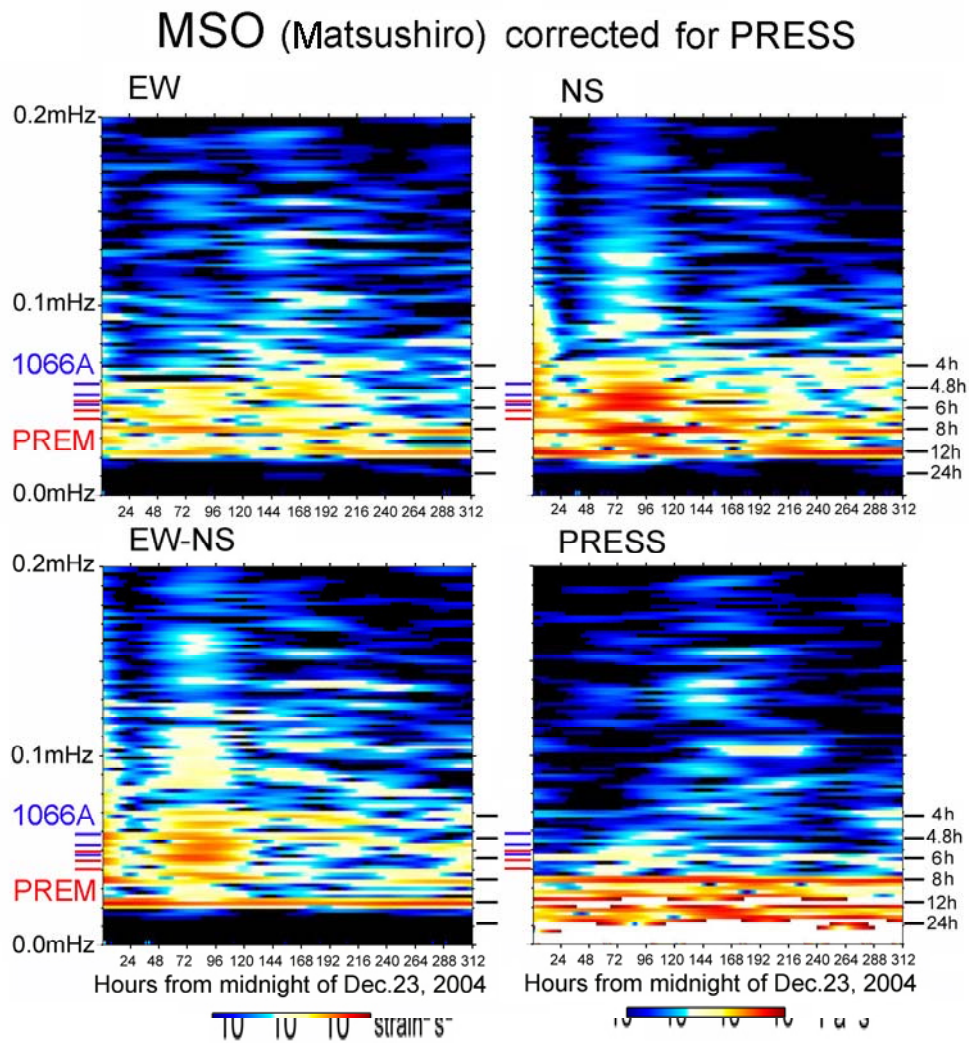 MSO (Matsushiro) corrected for PRESS
EW
NS
0.2mHz
0.1mHz
1066A
PREM
0.0mHz
4h
4.8h
6h
8h
12h
24h
24 48 72 96 120 144 168 192 216 240 264 288 312
24 48 72 96 120 144 168 192 216 240 264 288 312
EW-NS
PRESS
0.2mHz
0.1mHz
1066A
PREM
0.0mHz
4h
4.8h
6h
8h
12h
24h
24 48 72 96 120 144 168 192 216 240 264 288 312
24 48 72 96 120 144 168 192 216 240 264 288 312
Hours from midnight of Dec.23, 2004
Hours from midnight of Dec.23, 2004
10 10 10 strain